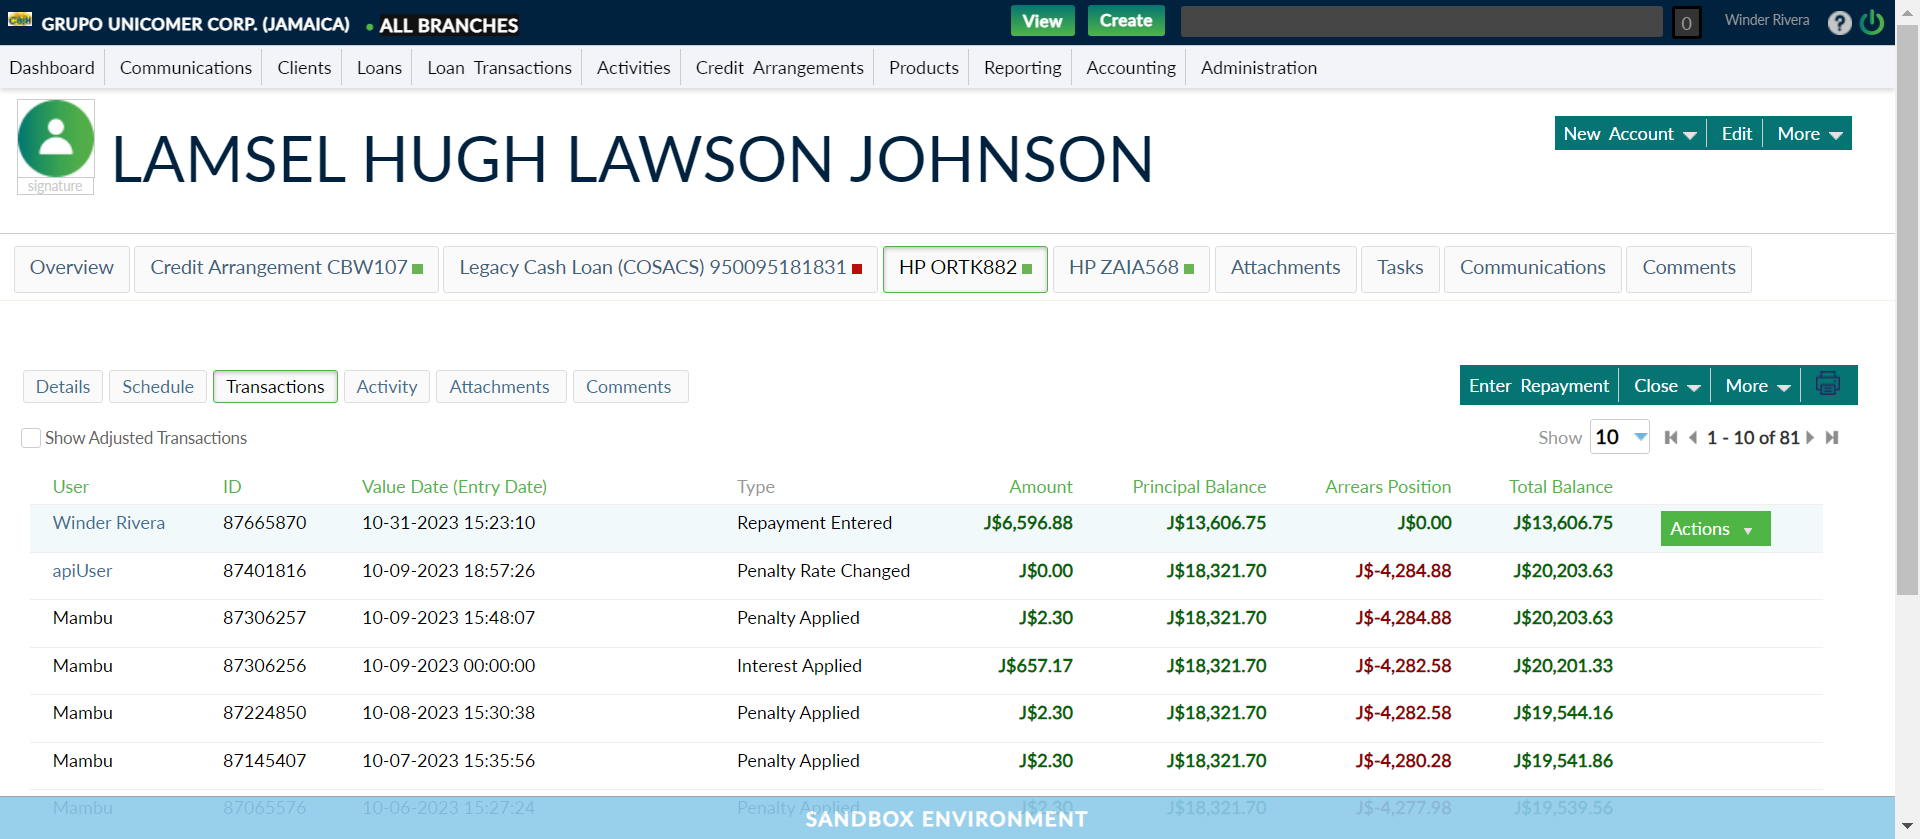 GRUPO UNICOMER CORP. (JAMAICA) • ALL BRANCHES View Create 0 Winder Rivera ?
Dashboard Communications Clients Loans Loan Transactions Activities Credit Arrangements Products Reporting Accounting Administration
signature
LAMSEL HUGH LAWSON JOHNSON
New Account Edit More
Overview Credit Arrangement CBW107 Legacy Cash Loan (COSACS) 950095181831 HP ORTK882 HP ZAIA568 Attachments Tasks Communications Comments
Details Schedule Transactions Activity Attachments Comments Enter Repayment Close More
Show Adjusted Transactions Show 10 1 - 10 of 81
User ID Value Date (Entry Date) Type Amount Principal Balance Arrears Position Total Balance
Winder Rivera 87665870 10-31-2023 15:23:10 Repayment Entered J$6,596.88 J$13,606.75 J$0.00 J$13,606.75 Actions
apiUser 87401816 10-09-2023 18:57:26 Penalty Rate Changed J$0.00 J$18,321.70 J$-4,284.88 J$20,203.63
Mambu 87306257 10-09-2023 15:48:07 Penalty Applied J$2.30 J$18,321.70 J$-4,284.88 J$20,203.63
Mambu 87306256 10-09-2023 00:00:00 Interest Applied J$657.17 J$18,321.70 J$-4,282.58 J$20,201.33
Mambu 87224850 10-08-2023 15:30:38 Penalty Applied J$2.30 J$18,321.70 J$-4,282.58 J$19,544.16
Mambu 87145407 10-07-2023 15:35:56 Penalty Applied J$2.30 J$18,321.70 J$-4,280.28 J$19,541.86
Mambu 87065576 10-06-2023 15:27:24 Penalty Applied J$2.30 J$18,321.70 J$-4,277.98 J$19,539.56
SANDBOX ENVIRONMENT